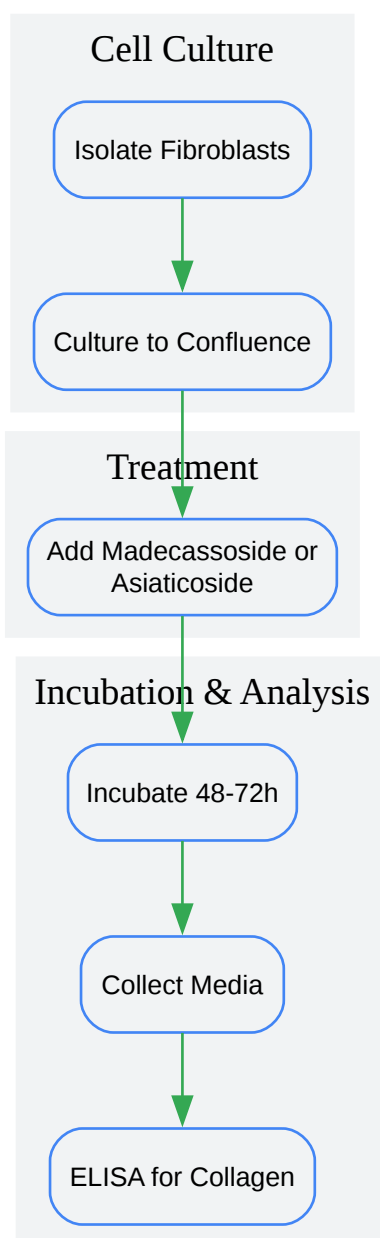 Cell Culture
Isolate Fibroblasts
Culture to Confluence
Treatment
Add Madecassoside or
Asiaticoside
Incubation & Analysis
Incubate 48-72h
Collect Media
ELISA for Collagen